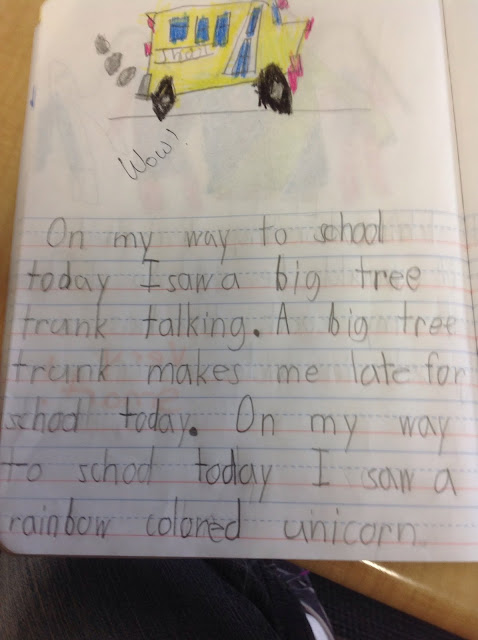 Wow!
On my way to school
today I saw a big tree
trunk talking. A big tree
trunk makes me late for
school today. On my way
to school today I saw a
rainbow colored unicorn